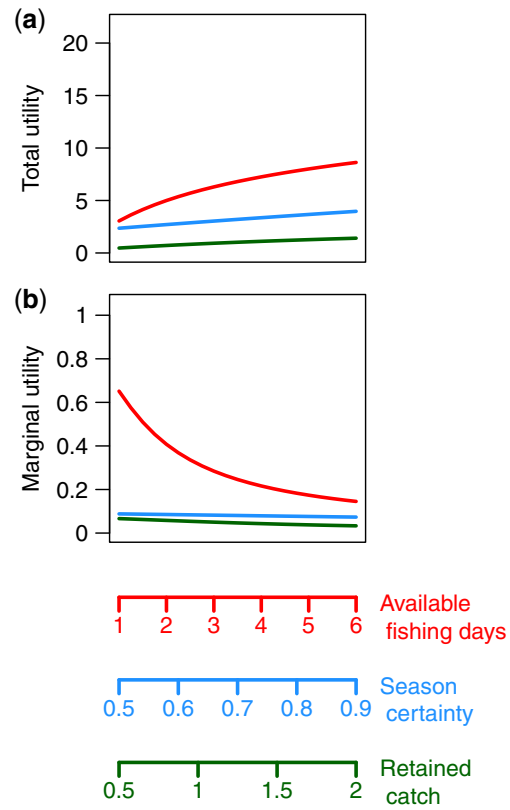 (a)
Total utility
20
15
10
5
0
(b)
Marginal utility
1
0.8
0.6
0.4
0.2
0
1 2 3 4 5 6
Available
fishing days
0.5 0.6 0.7 0.8 0.9
Season
certainty
0.5 1 1.5 2
Retained
catch